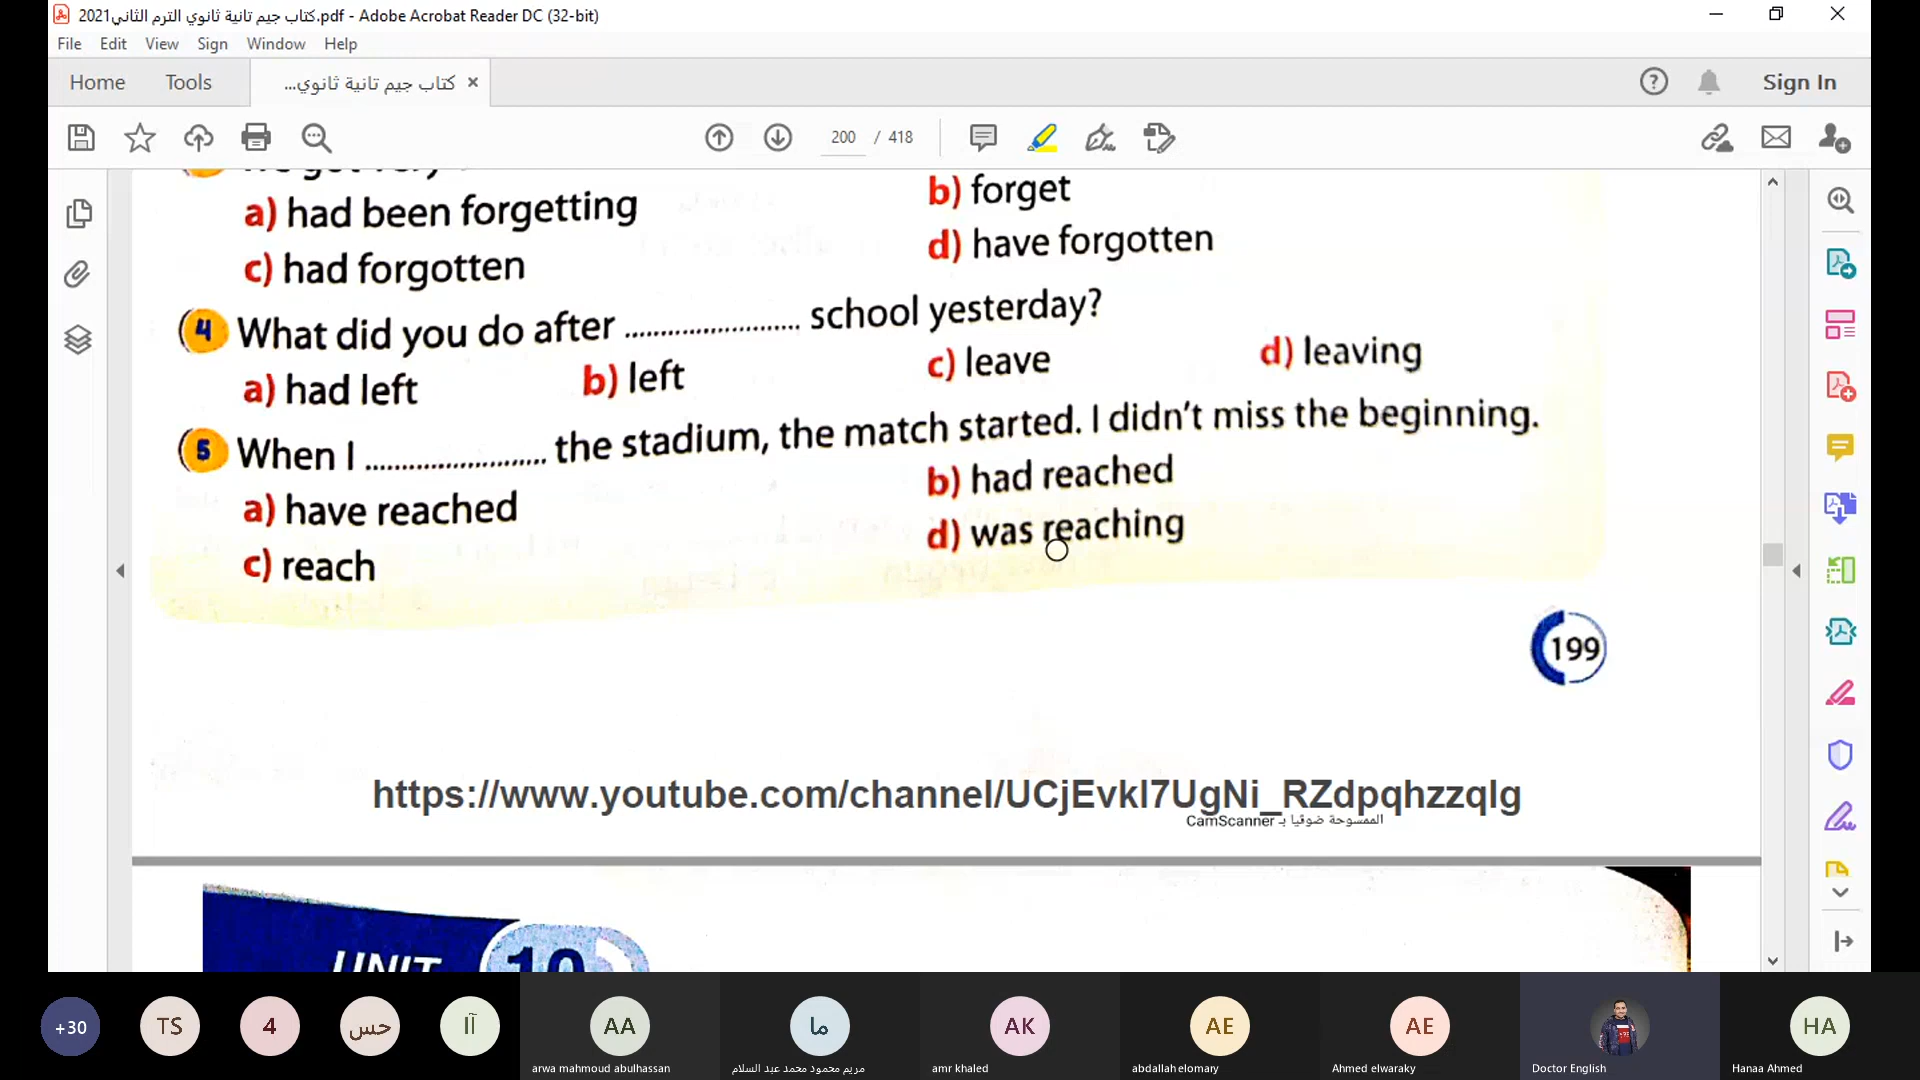 كتاب جيم تانية ثانوي الترم الثاني2021.pdf - Adobe Acrobat Reader DC (32-bit)
File Edit View Sign Window Help
Home Tools كتاب جيم تانية ثانوي... × Sign In
200 / 418
a) had been forgetting b) forget
c) had forgotten d) have forgotten
4 What did you do after ........................ school yesterday?
a) had left b) left c) leave d) leaving
5 When I ........................ the stadium, the match started. I didn't miss the beginning.
a) have reached b) had reached
c) reach d) was reaching
199
https://www.youtube.com/channel/UCjEvkI7UgNi_RZdpqhzzqlg
الممسوحة ضوئيا بـ CamScanner
UNIT 10
+30 TS 4 حس آآ AA ما AK AE AE HA
arwa mahmoud abulhassan مريم محمود محمد عبد السلام amr khaled abdallah elomary Ahmed elwaraky Doctor English Hanaa Ahmed